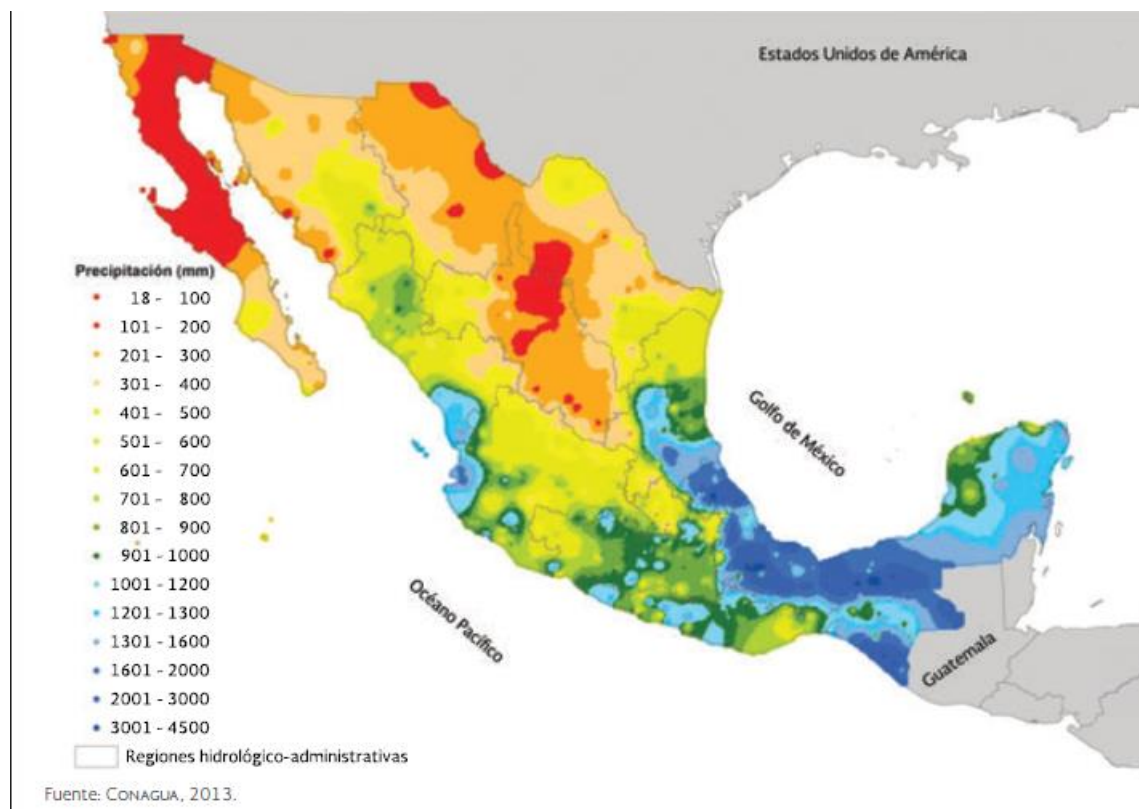 Estados Unidos de América
Precipitación (mm)
18 - 100
101 - 200
201 - 300
301 - 400
401 - 500
501 - 600
601 - 700
701 - 800
801 - 900
901 - 1000
1001 - 1200
1201 - 1300
1301 - 1600
1601 - 2000
2001 - 3000
3001 - 4500
Regiones hidrológico-administrativas
Golfo de México
Océano Pacífico
Guatemala
Fuente: CONAGUA, 2013.